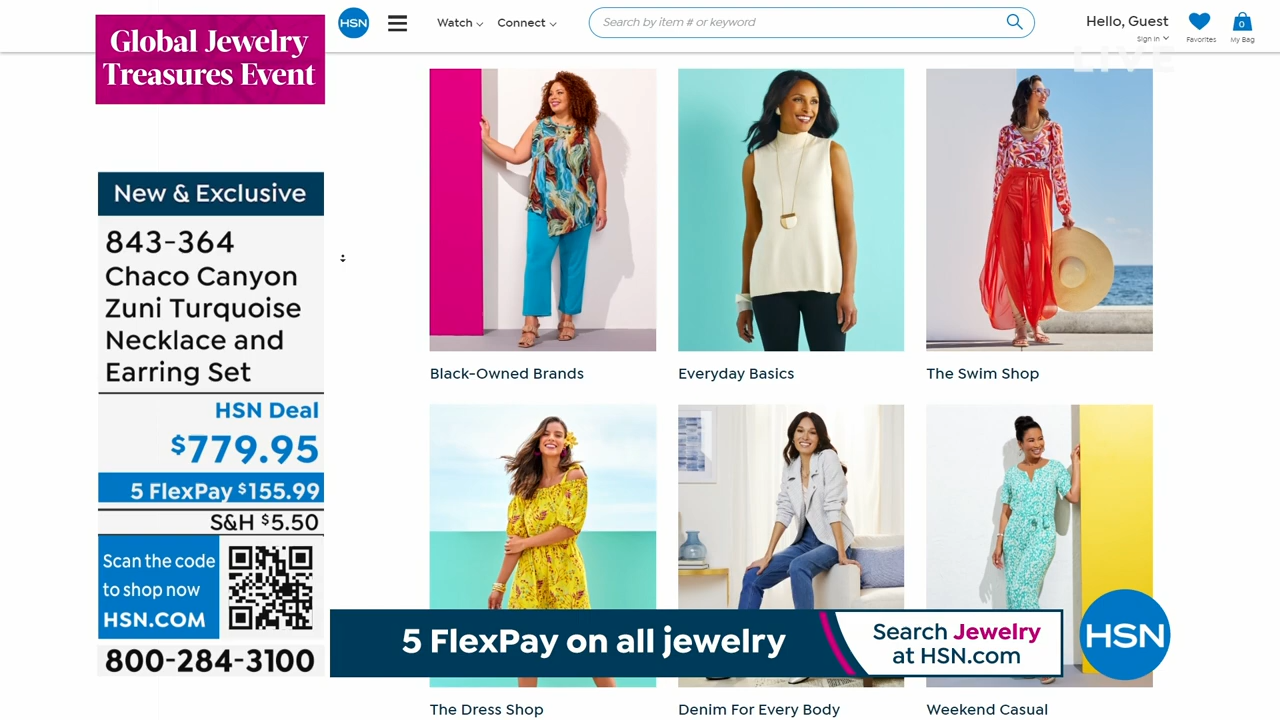 Global Jewelry
Treasures Event
HSN
Watch
Connect
Search by item # or keyword
Hello, Guest
Sign In
Favorites
0
My Bag
LIVE
New & Exclusive
843-364
Chaco Canyon
Zuni Turquoise
Necklace and
Earring Set
HSN Deal
$779.95
5 FlexPay $155.99
S&H $5.50
Scan the code
to shop now
HSN.COM
800-284-3100
Black-Owned Brands
Everyday Basics
The Swim Shop
5 FlexPay on all jewelry
Search Jewelry
at HSN.com
HSN
The Dress Shop
Denim For Every Body
Weekend Casual